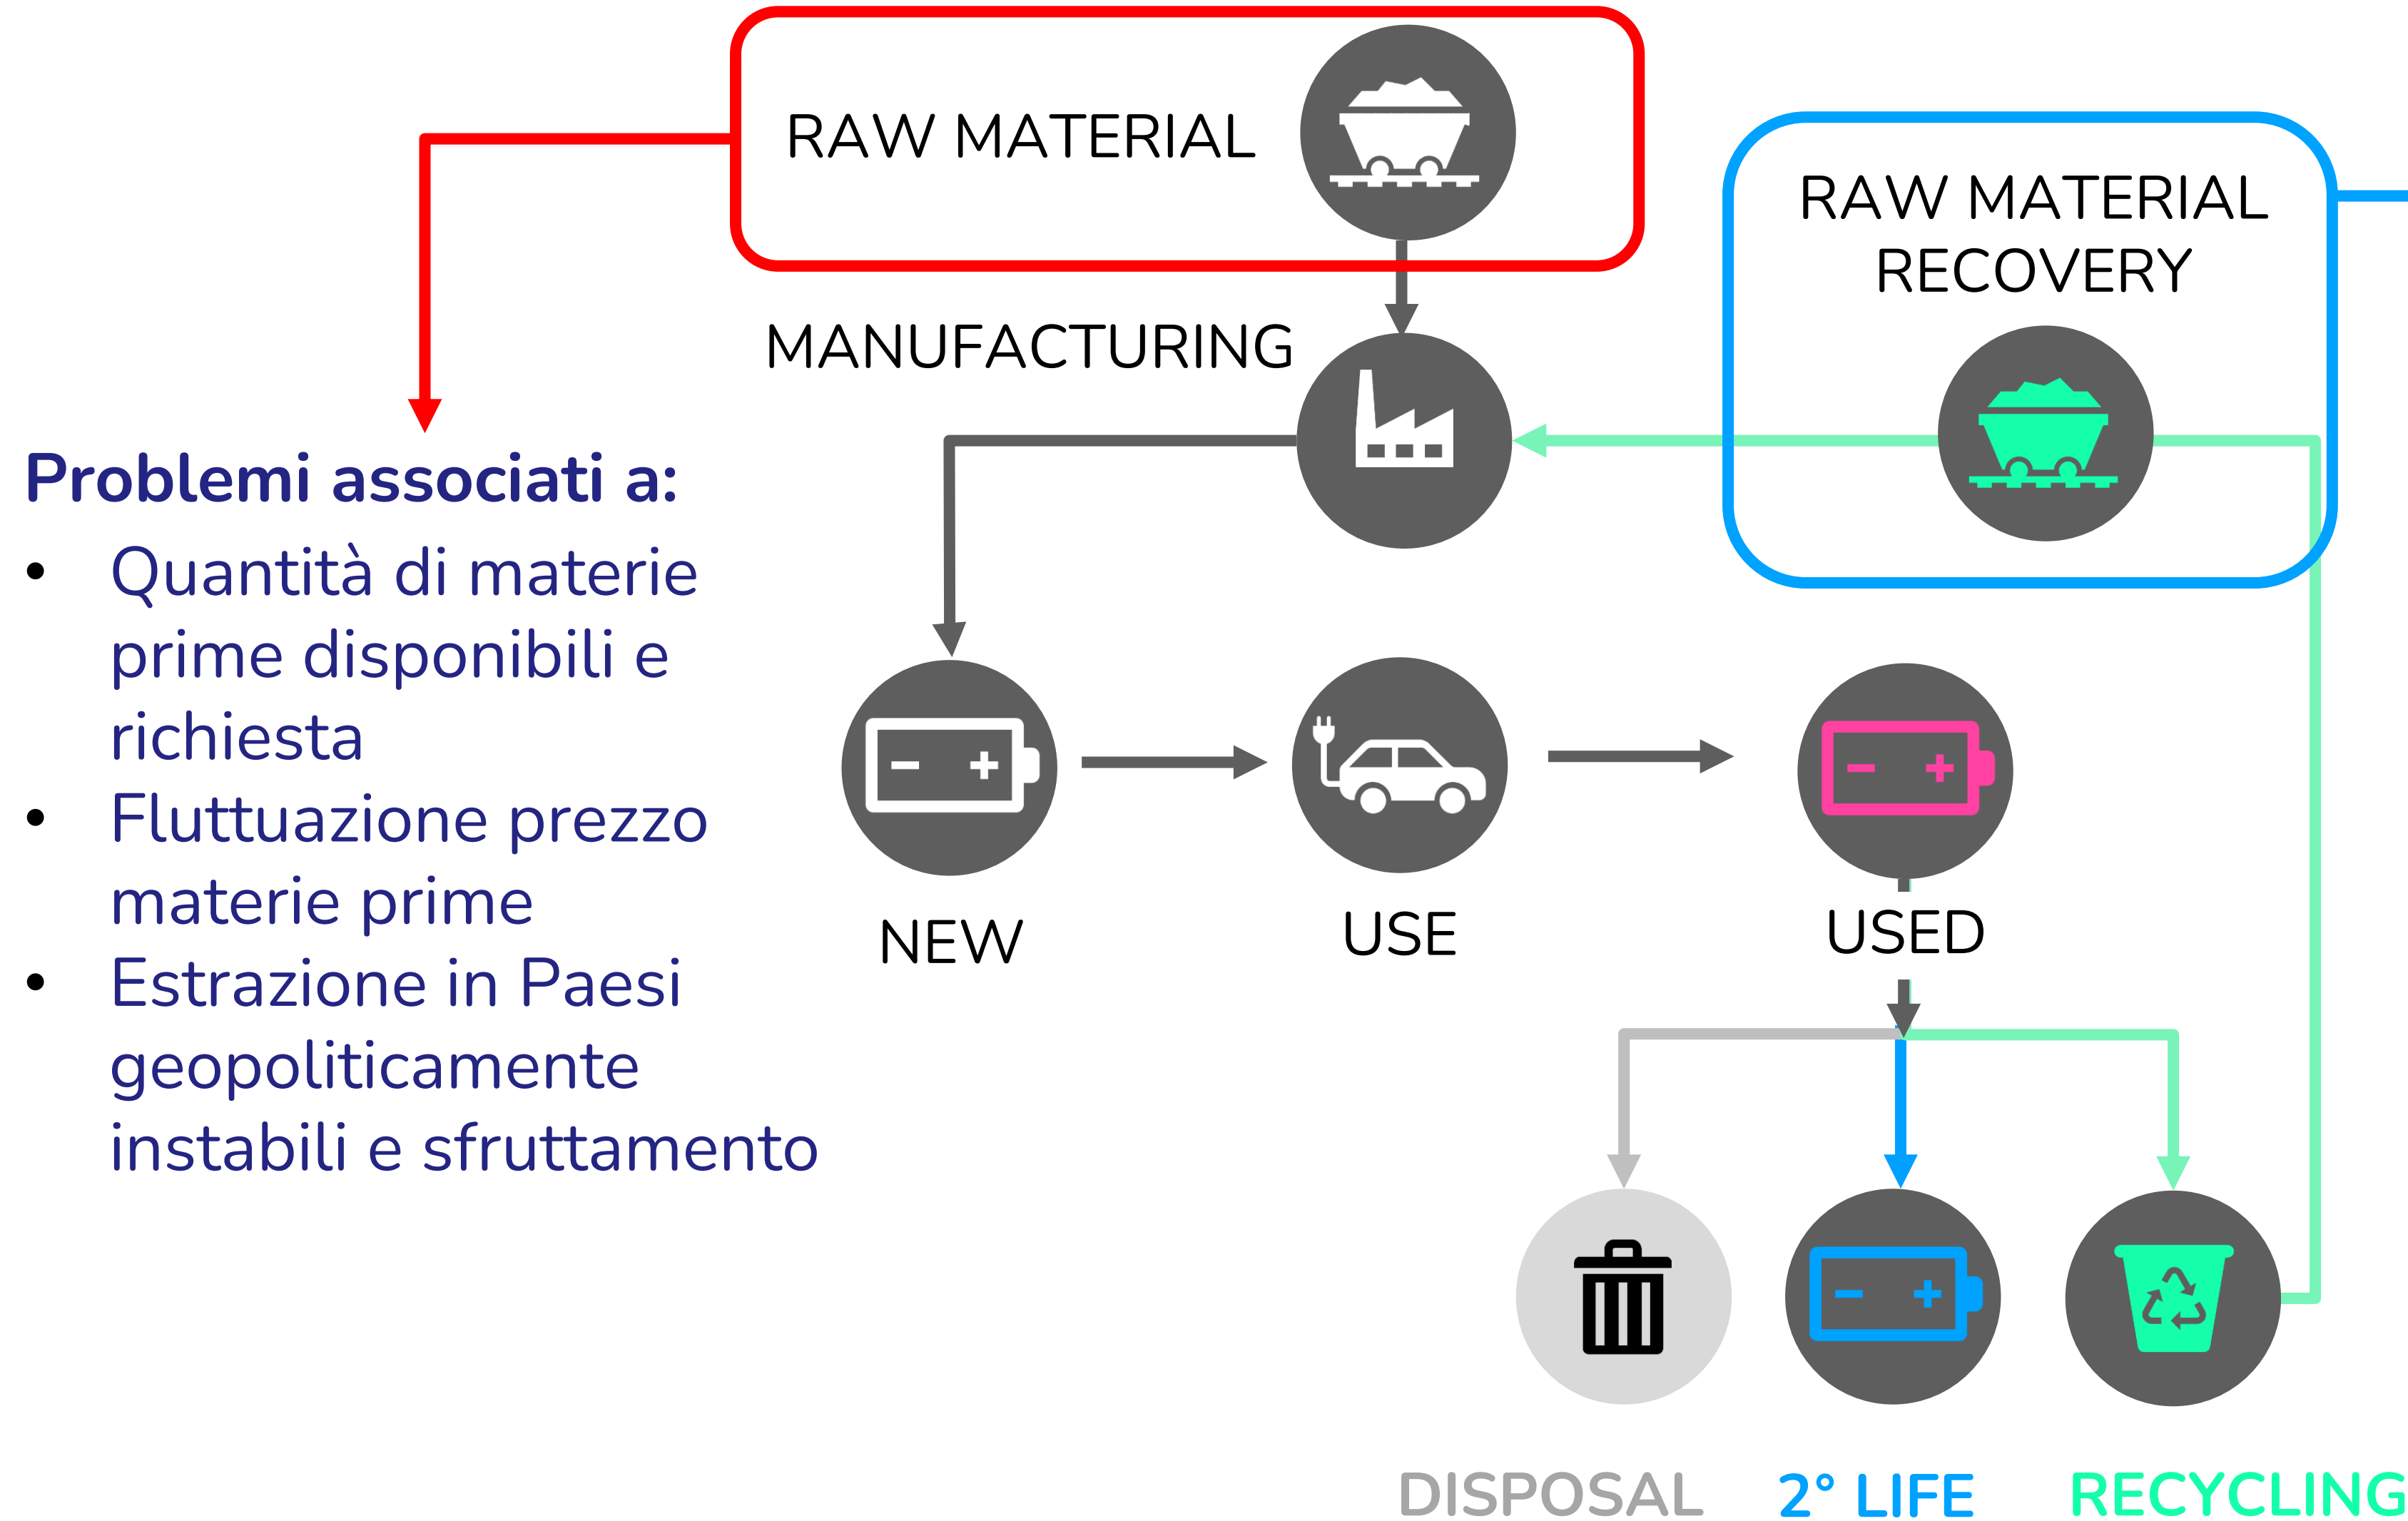 RAW MATERIAL
RAW MATERIAL
RECOVERY
MANUFACTURING
Problemi associati a:
• Quantità di materie
prime disponibili e
richiesta
• Fluttuazione prezzo
materie prime
• Estrazione in Paesi
geopoliticamente
instabili e sfruttamento
NEW
USE
USED
DISPOSAL
2° LIFE
RECYCLING